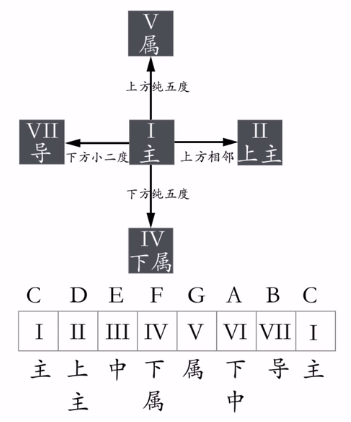 V
属
上方纯五度
VII
导
下方小二度
I
主
上方相邻
II
上主
下方纯五度
IV
下属
C D E F G A B C
I II III IV V VI VII I
主 上主 中 下属 属 下中 导 主